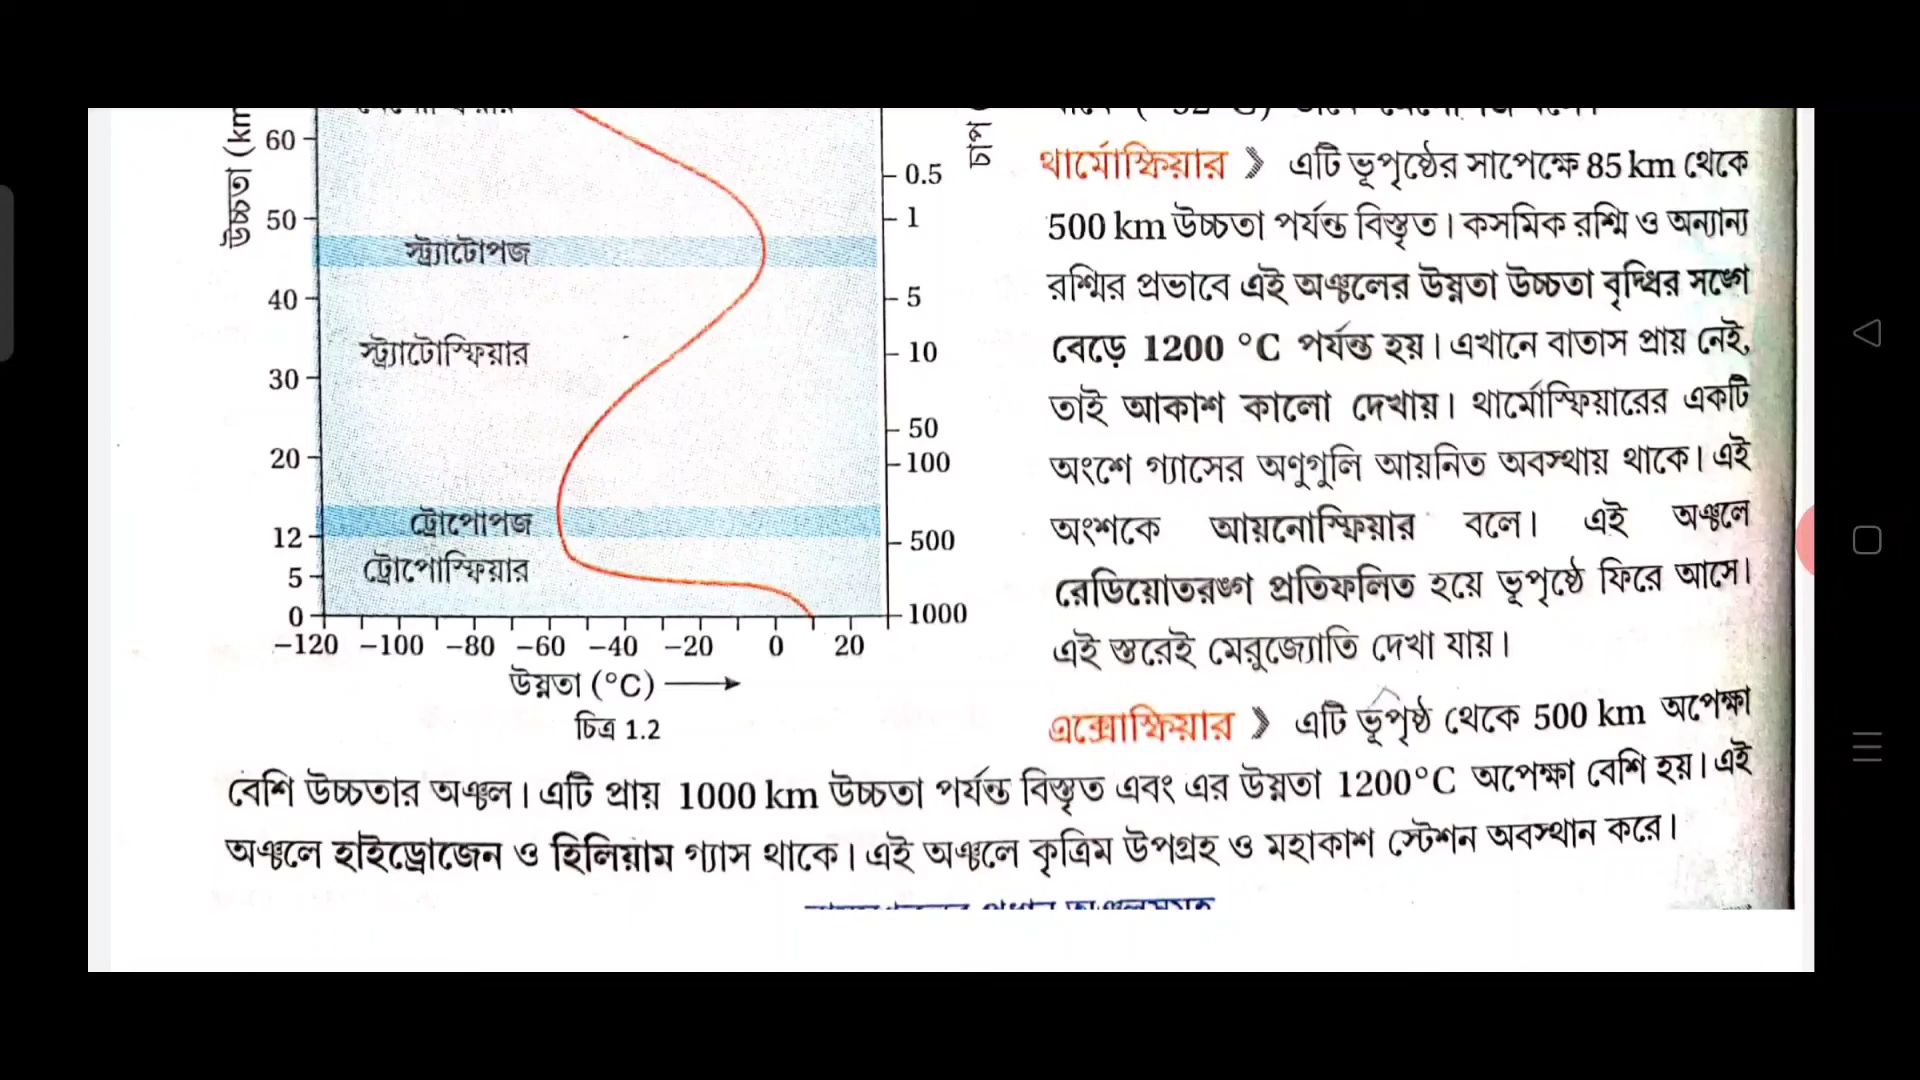 উচ্চতা (km
60
50
40
30
20
12
5
0
স্ট্র্যাটোপজ
স্ট্র্যাটোস্ফিয়ার
ট্রোপোপজ
ট্রোপোস্ফিয়ার
চাপ
0.5
1
5
10
50
100
500
1000
−120 −100 −80 −60 −40 −20 0 20
উষ্ণতা (°C)
চিত্র 1.2
থার্মোস্ফিয়ার》 এটি ভূপৃষ্ঠের সাপেক্ষে 85 km থেকে
500 km উচ্চতা পর্যন্ত বিস্তৃত। কসমিক রশ্মি ও অন্যান্য
রশ্মির প্রভাবে এই অঞ্চলের উষ্ণতা উচ্চতা বৃদ্ধির সঙ্গে
বেড়ে 1200 °C পর্যন্ত হয়। এখানে বাতাস প্রায় নেই,
তাই আকাশ কালো দেখায়। থার্মোস্ফিয়ারের একটি
অংশে গ্যাসের অণুগুলি আয়নিত অবস্থায় থাকে। এই
অংশকে আয়নোস্ফিয়ার বলে। এই অঞ্চলে
রেডিয়োতরঙ্গ প্রতিফলিত হয়ে ভূপৃষ্ঠে ফিরে আসে।
এই স্তরেই মেরুজ্যোতি দেখা যায়।
এক্সোস্ফিয়ার》 এটি ভূপৃষ্ঠ থেকে 500 km অপেক্ষা
বেশি উচ্চতার অঞ্চল। এটি প্রায় 1000 km উচ্চতা পর্যন্ত বিস্তৃত এবং এর উষ্ণতা 1200°C অপেক্ষা বেশি হয়। এই
অঞ্চলে হাইড্রোজেন ও হিলিয়াম গ্যাস থাকে। এই অঞ্চলে কৃত্রিম উপগ্রহ ও মহাকাশ স্টেশন অবস্থান করে।